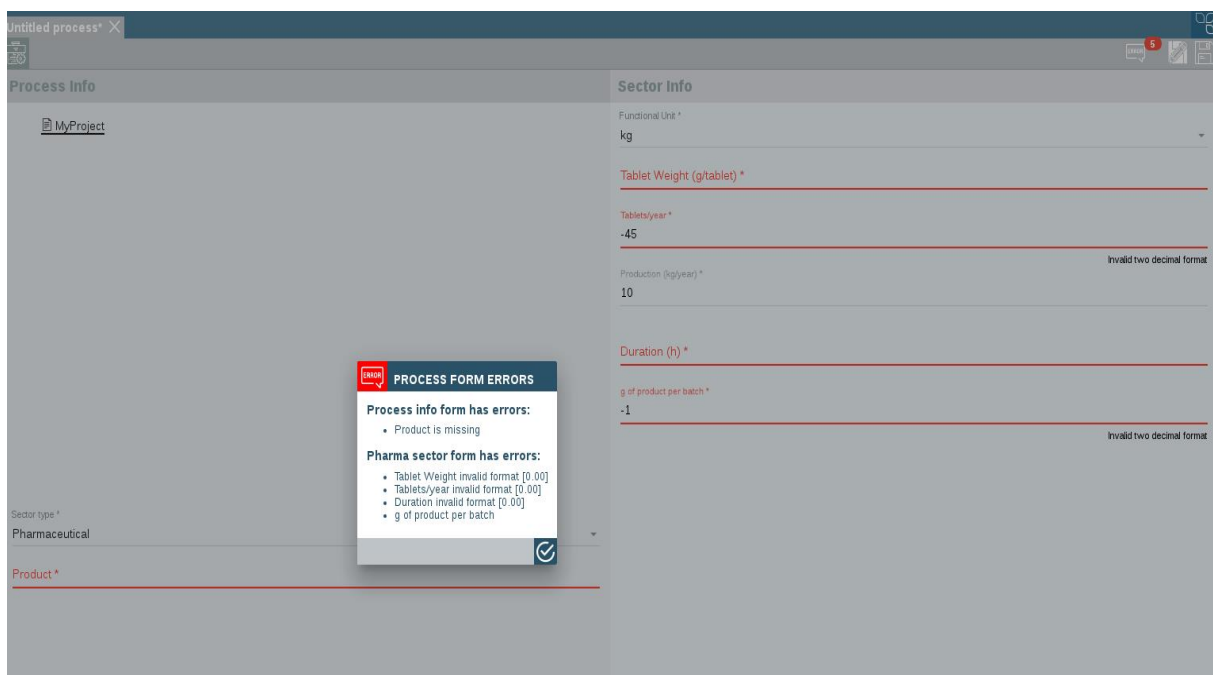 Untitled process*
ERROR
5
Process Info
MyProject
Sector type *
Pharmaceutical
Product *
Sector Info
Functional Unit *
kg
Tablet Weight (g/tablet) *
Tablets/year *
-45
Invalid two decimal format
Production (kg/year) *
10
Duration (h) *
g of product per batch *
-1
Invalid two decimal format
ERROR
PROCESS FORM ERRORS
Process info form has errors:
• Product is missing
Pharma sector form has errors:
• Tablet Weight invalid format [0.00]
• Tablets/year invalid format [0.00]
• Duration invalid format [0.00]
• g of product per batch